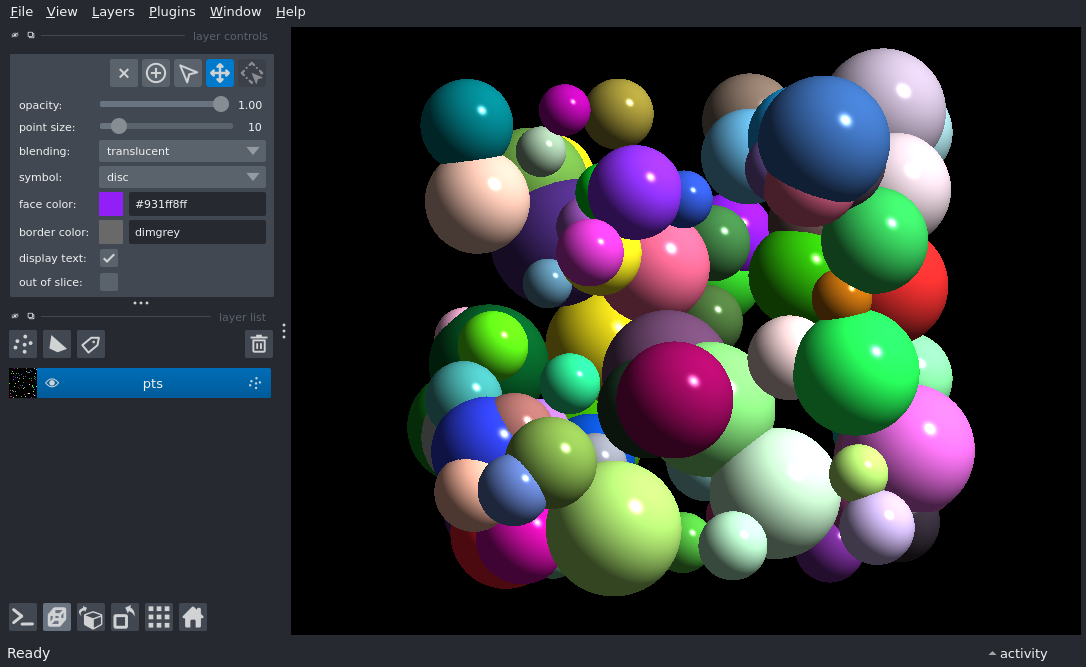 File View Layers Plugins Window Help
layer controls
opacity: 1.00
point size: 10
blending: translucent
symbol: disc
face color: #931ff8ff
border color: dimgrey
display text:
out of slice:
layer list
pts
Ready
activity